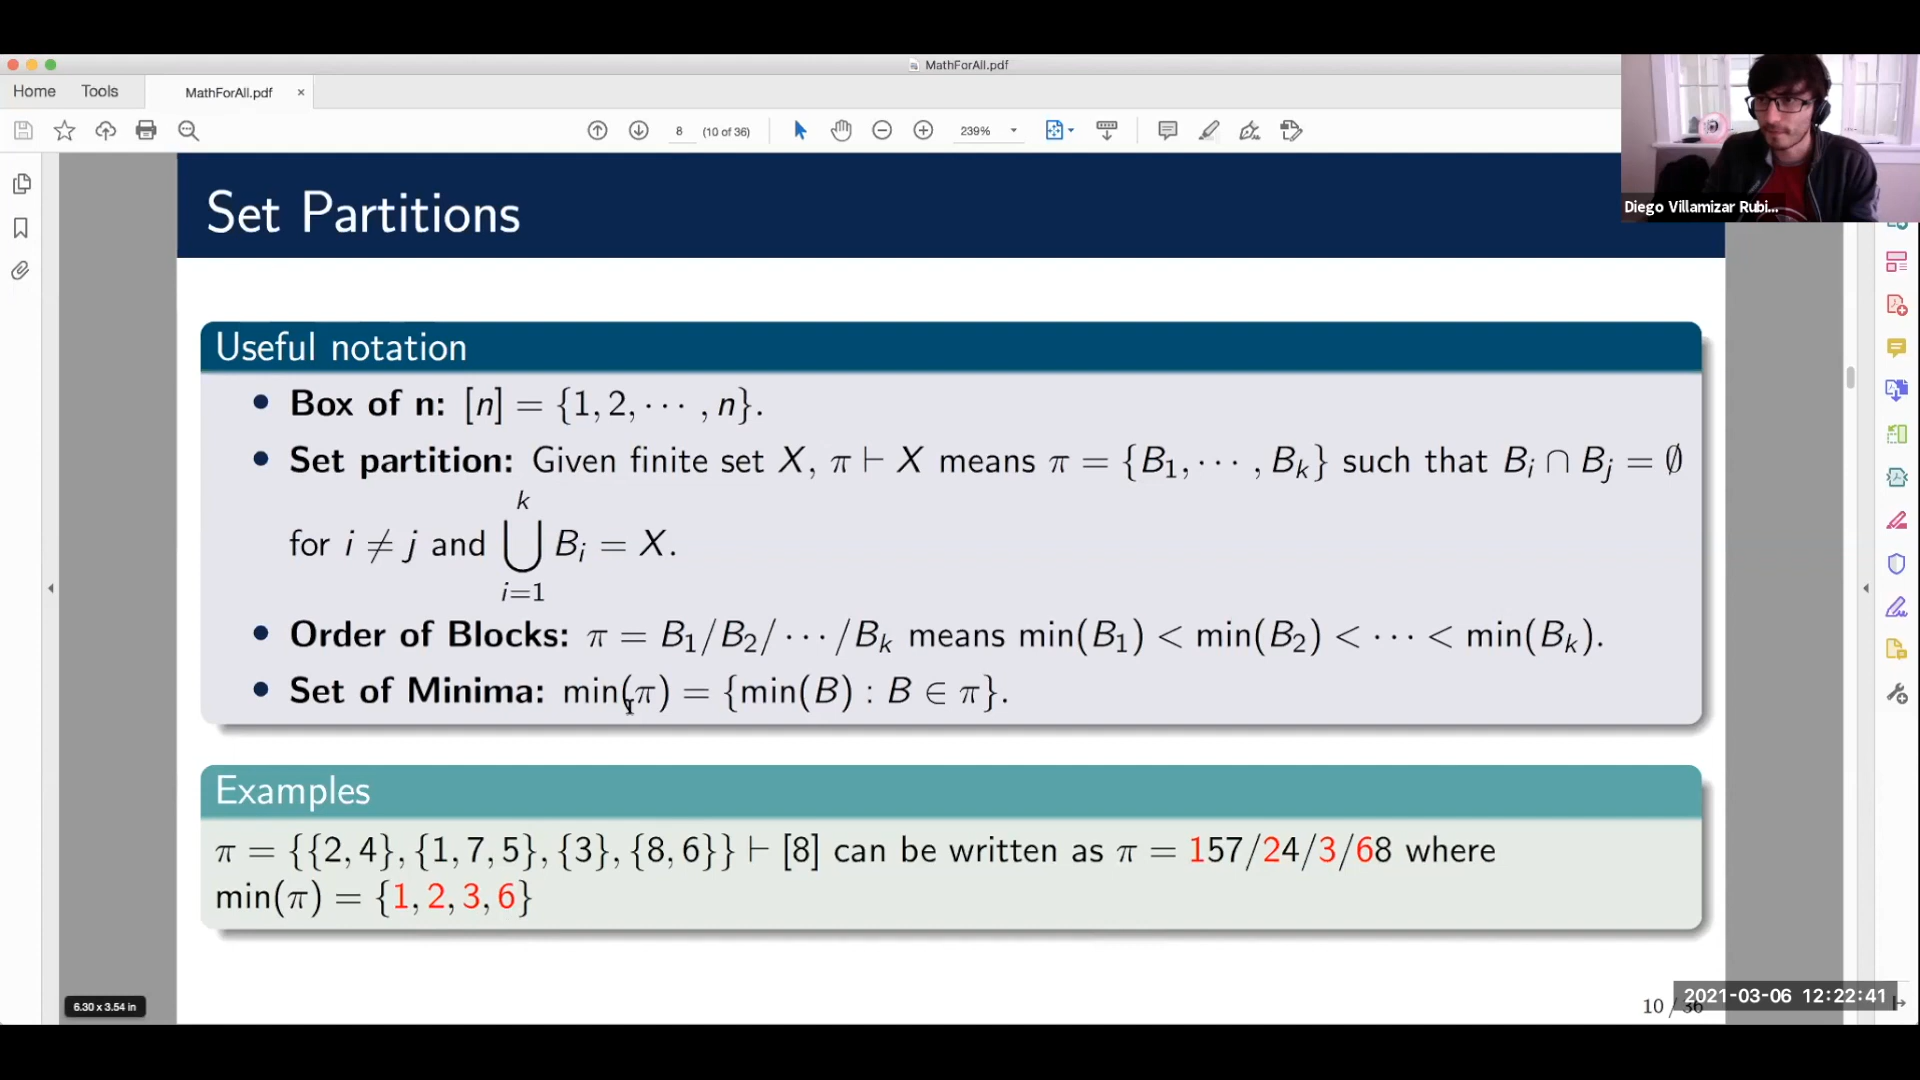 MathForAll.pdf
Home Tools MathForAll.pdf ×
8 (10 of 36) 239%
Diego Villamizar Rubi...
Set Partitions
Useful notation
• Box of n: [n] = {1, 2, ··· , n}.
• Set partition: Given finite set X, π ⊢ X means π = {B₁, ··· , Bₖ} such that Bᵢ ∩ Bⱼ = ∅
for i ≠ j and ⋃ᵢ₌₁ᵏ Bᵢ = X.
• Order of Blocks: π = B₁/B₂/ ··· /Bₖ means min(B₁) < min(B₂) < ··· < min(Bₖ).
• Set of Minima: min(π) = {min(B) : B ∈ π}.
Examples
π = {{2, 4}, {1, 7, 5}, {3}, {8, 6}} ⊢ [8] can be written as π = 157/24/3/68 where
min(π) = {1, 2, 3, 6}
6.30 x 3.54 in
2021-03-06 12:22:41
10 / 36